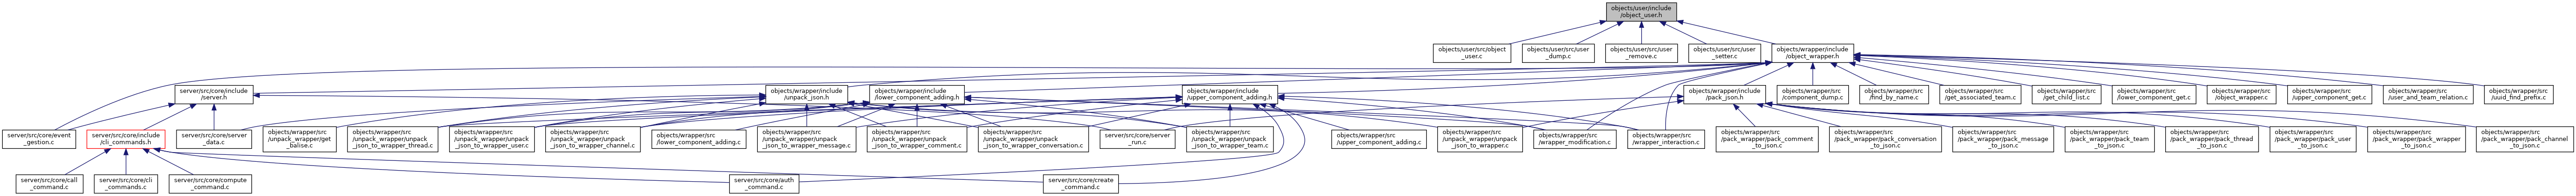 objects/user/include
/object_user.h
objects/user/src/object
_user.c
objects/user/src/user
_dump.c
objects/user/src/user
_remove.c
objects/user/src/user
_setter.c
objects/wrapper/include
/object_wrapper.h
server/src/core/include
/server.h
objects/wrapper/include
/unpack_json.h
objects/wrapper/include
/lower_component_adding.h
objects/wrapper/include
/upper_component_adding.h
objects/wrapper/include
/pack_json.h
objects/wrapper/src
/component_dump.c
objects/wrapper/src
/find_by_name.c
objects/wrapper/src
/get_associated_team.c
objects/wrapper/src
/get_child_list.c
objects/wrapper/src
/lower_component_get.c
objects/wrapper/src
/object_wrapper.c
objects/wrapper/src
/upper_component_get.c
objects/wrapper/src
/user_and_team_relation.c
objects/wrapper/src
/uuid_find_prefix.c
server/src/core/event
_gestion.c
server/src/core/include
/cli_commands.h
server/src/core/server
_data.c
objects/wrapper/src
/unpack_wrapper/get
_balise.c
objects/wrapper/src
/unpack_wrapper/unpack
_json_to_wrapper_thread.c
objects/wrapper/src
/unpack_wrapper/unpack
_json_to_wrapper_user.c
objects/wrapper/src
/unpack_wrapper/unpack
_json_to_wrapper_channel.c
objects/wrapper/src
/lower_component_adding.c
objects/wrapper/src
/unpack_wrapper/unpack
_json_to_wrapper_message.c
objects/wrapper/src
/unpack_wrapper/unpack
_json_to_wrapper_comment.c
objects/wrapper/src
/unpack_wrapper/unpack
_json_to_wrapper_conversation.c
server/src/core/server
_run.c
objects/wrapper/src
/unpack_wrapper/unpack
_json_to_wrapper_team.c
objects/wrapper/src
/upper_component_adding.c
objects/wrapper/src
/unpack_wrapper/unpack
_json_to_wrapper.c
objects/wrapper/src
/wrapper_modification.c
objects/wrapper/src
/wrapper_interaction.c
objects/wrapper/src
/pack_wrapper/pack_comment
_to_json.c
objects/wrapper/src
/pack_wrapper/pack_conversation
_to_json.c
objects/wrapper/src
/pack_wrapper/pack_message
_to_json.c
objects/wrapper/src
/pack_wrapper/pack_team
_to_json.c
objects/wrapper/src
/pack_wrapper/pack_thread
_to_json.c
objects/wrapper/src
/pack_wrapper/pack_user
_to_json.c
objects/wrapper/src
/pack_wrapper/pack_wrapper
_to_json.c
objects/wrapper/src
/pack_wrapper/pack_channel
_to_json.c
server/src/core/call
_command.c
server/src/core/cli
_commands.c
server/src/core/compute
_command.c
server/src/core/auth
_command.c
server/src/core/create
_command.c